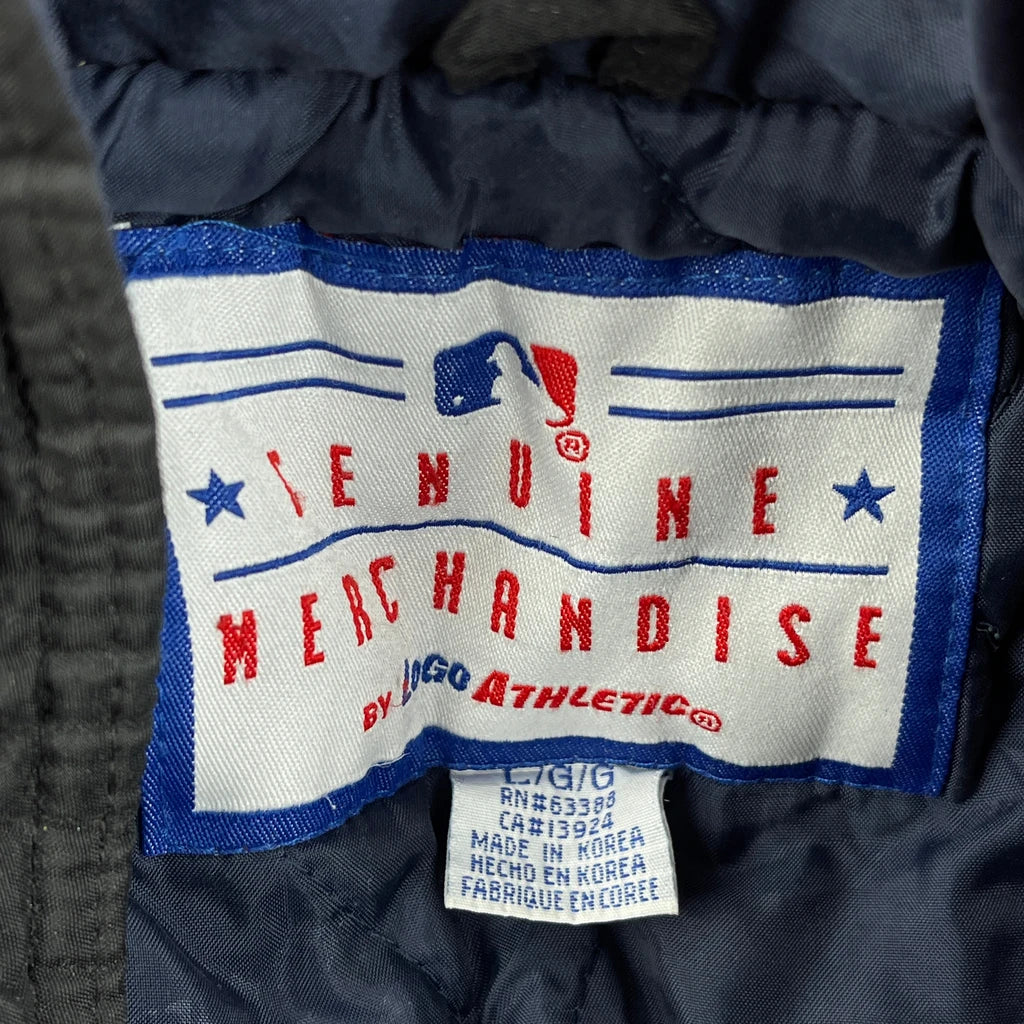 GENUINE
MERCHANDISE
BY LOGO ATHLETIC®
L/G/G
RN#63388
CA#13924
MADE IN KOREA
HECHO EN KOREA
FABRIQUE EN COREE